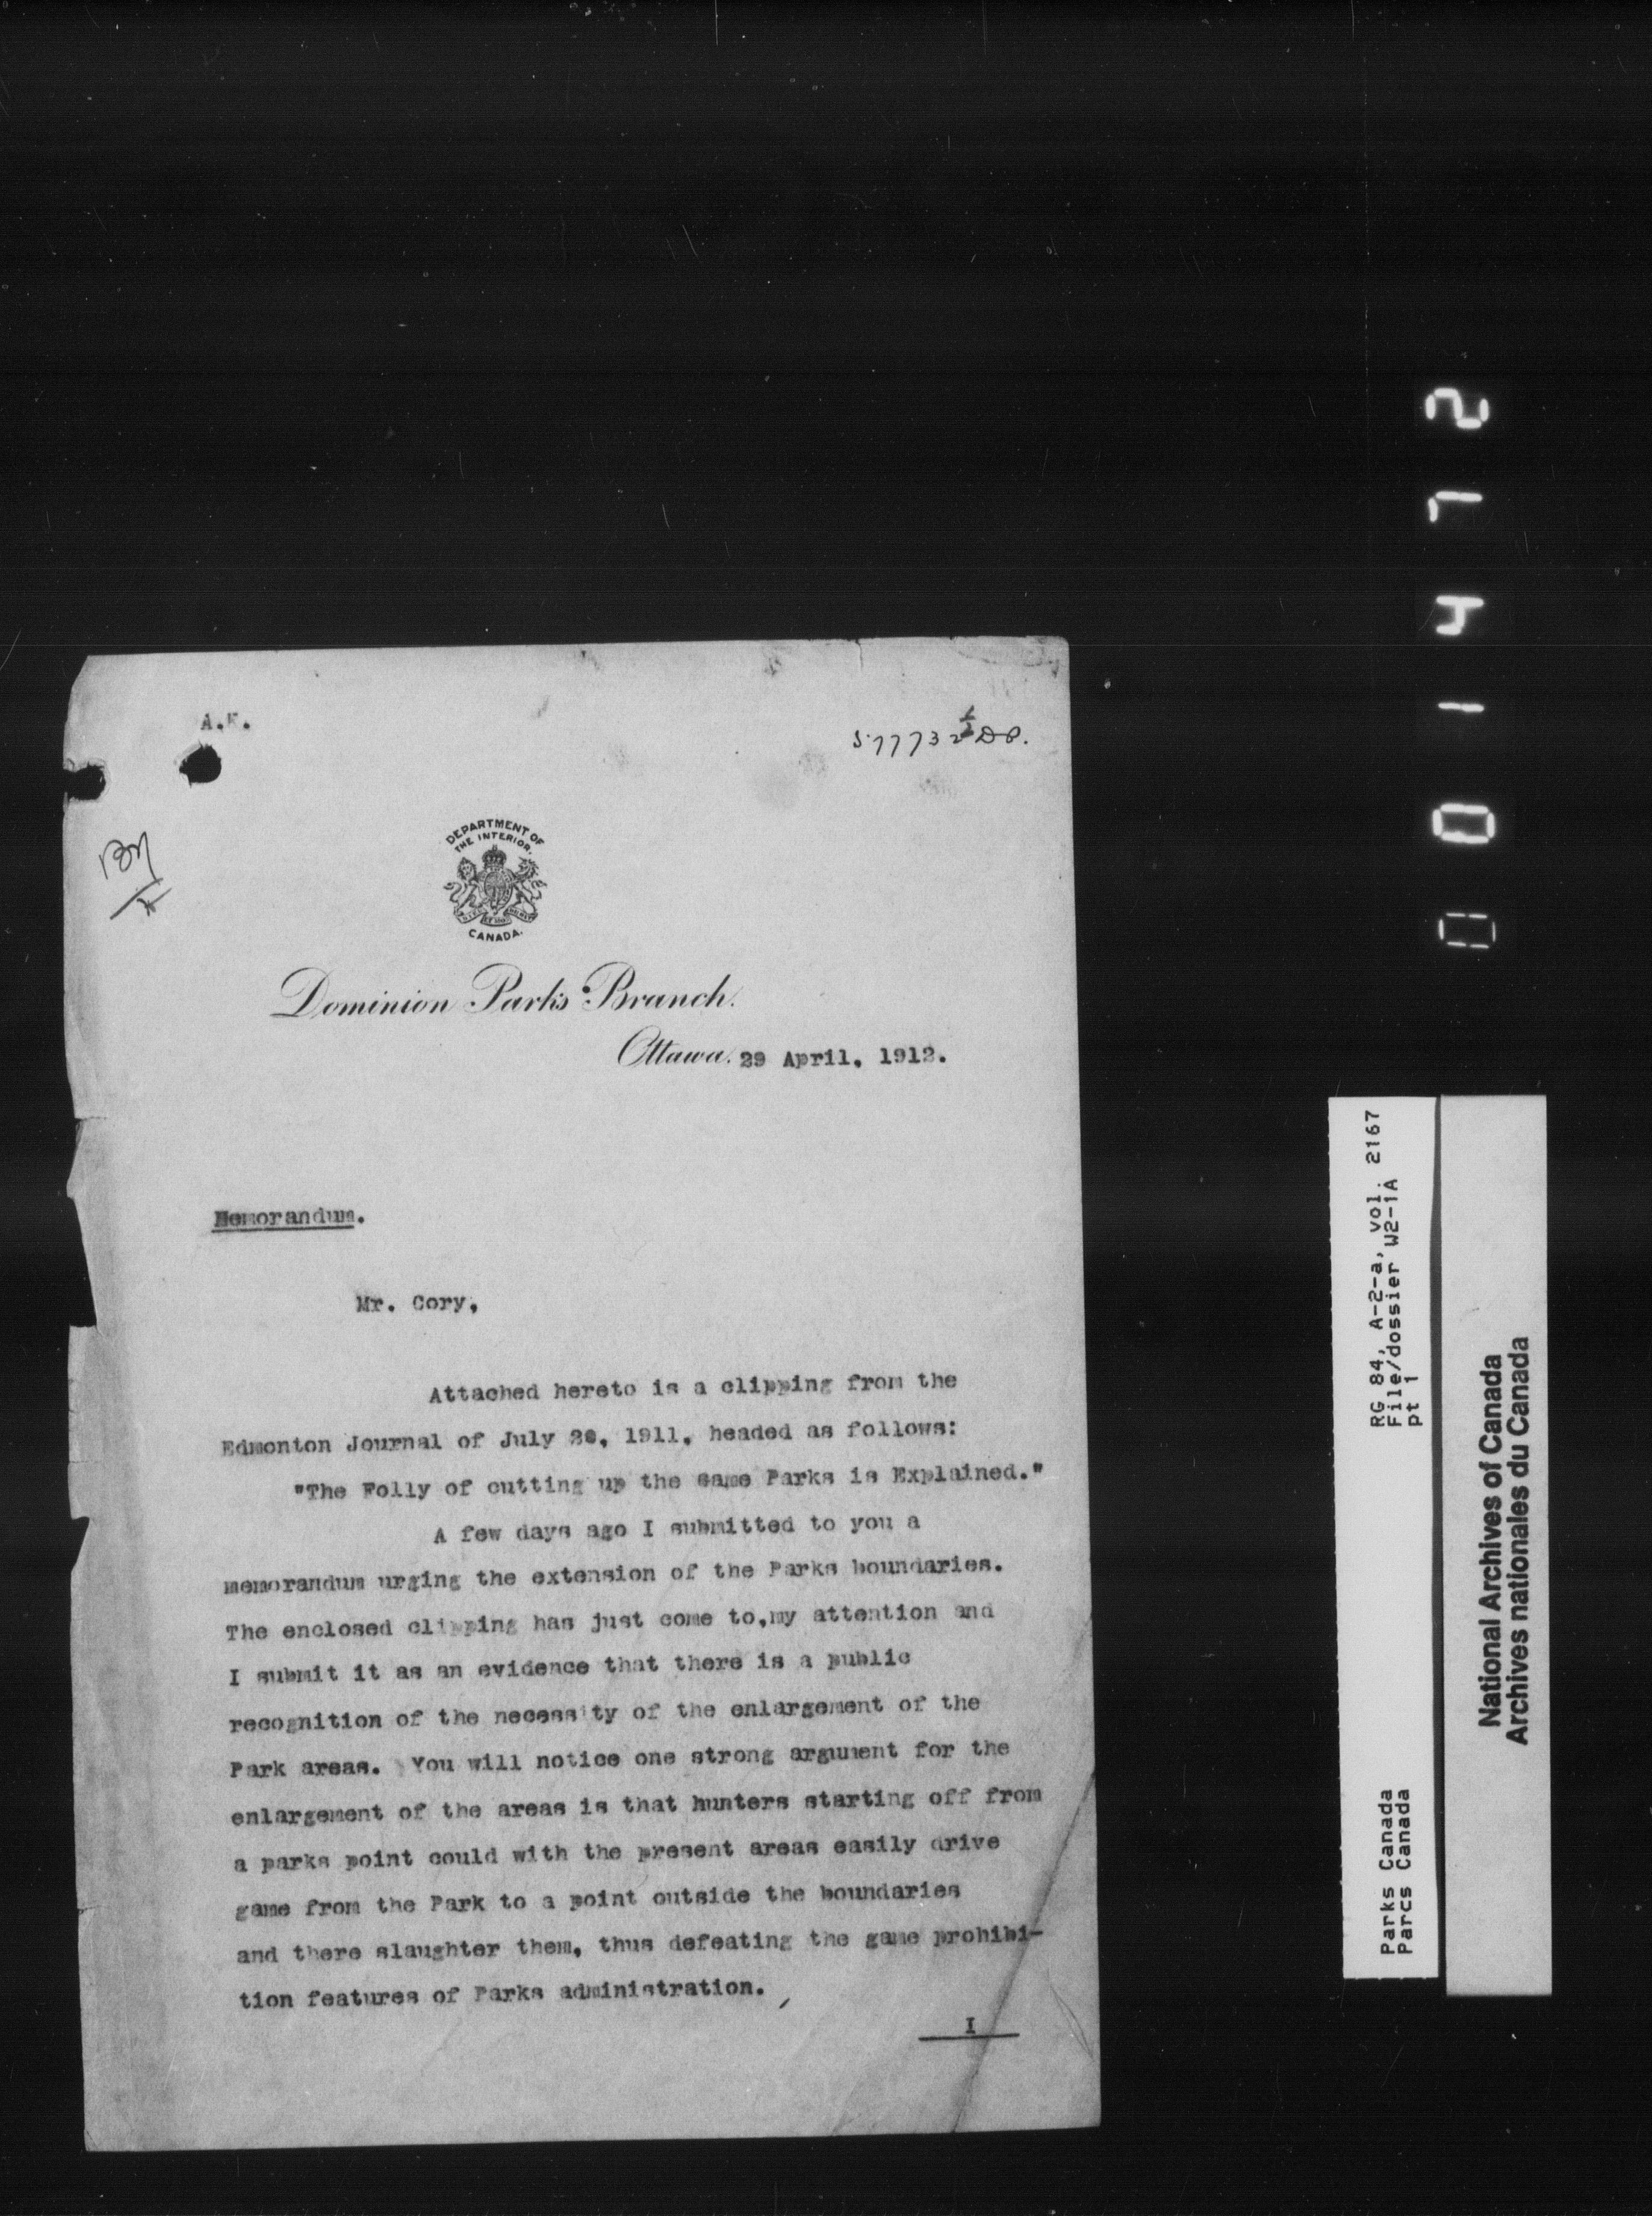 A.K.
DEPARTMENT OF
THE INTERIOR.
CANADA.
Dominion Parks Branch.
Ottawa. 29 April, 1912.
Memorandum.
Mr. Cory,
Attached hereto is a clipping from the
Edmonton Journal of July 20, 1911, headed as follows:
"The Folly of cutting up the Game Parks is Explained."
A few days ago I submitted to you a
memorandum urging the extension of the Parks boundaries.
The enclosed clipping has just come to,my attention and
I submit it as an evidence that there is a public
recognition of the necessity of the enlargement of the
Park areas. You will notice one strong argument for the
enlargement of the areas is that hunters starting off from
a parks point could with the present areas easily drive
game from the Park to a point outside the boundaries
and there slaughter them, thus defeating the game prohibi-
tion features of Parks administration.
I
001472
RG 84, A-2-a, vol. 2167
File/dossier W2-1A
pt 1
Parks Canada
Parcs Canada
National Archives of Canada
Archives nationales du Canada